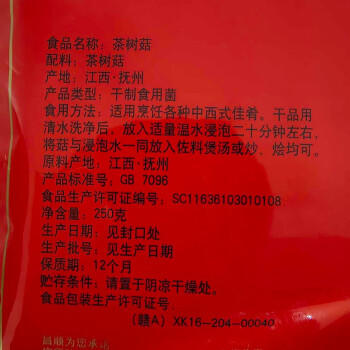 食品名称：茶树菇
配料：茶树菇
产地：江西·抚州
产品类型：干制食用菌
食用方法：适用烹饪各种中西式佳肴。干品用
清水洗净后，放入适量温水浸泡二十分钟左右，
将菇与浸泡水一同放入佐料煲汤或炒、烩均可。
原料产地：江西·抚州
产品标准号：GB 7096
食品生产许可证编号：SC11636103010108
净含量：250克
生产日期：见封口处
生产批号：见生产日期
保质期：12个月
贮存条件：请置于阴凉干燥处。
食品包装生产许可证号：
（赣A）XK16-204-00040
昌顺为您承诺